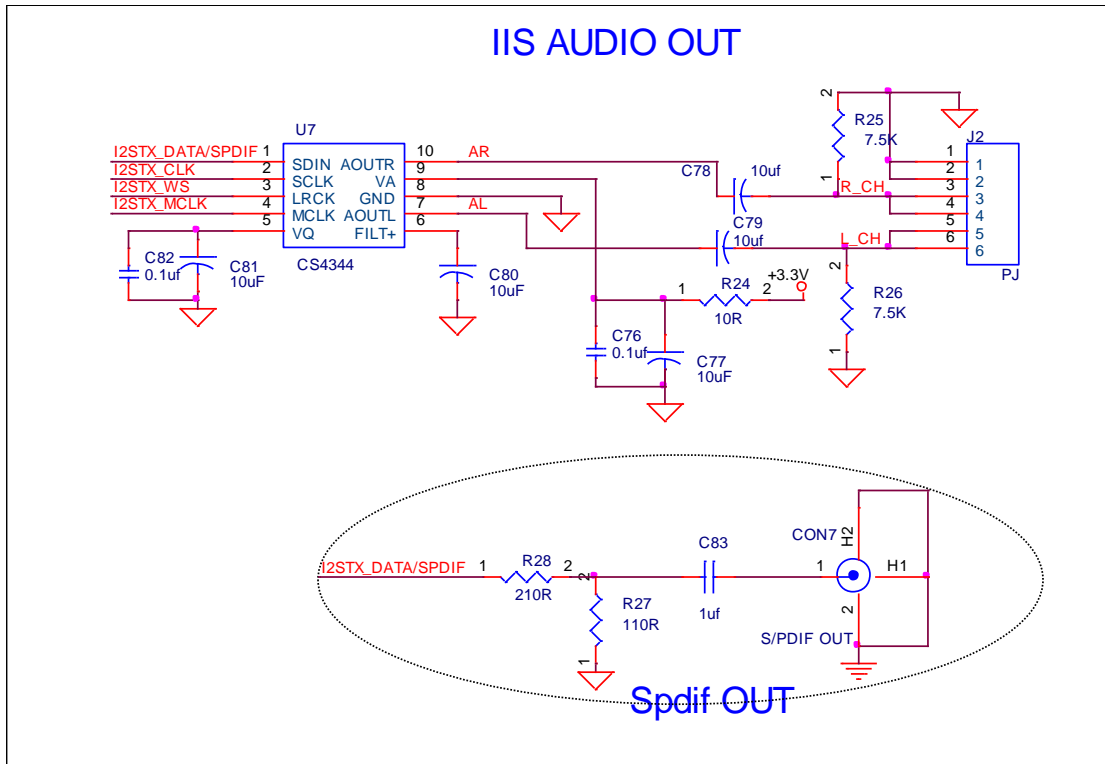 IIS AUDIO OUT
U7
I2STX_DATA/SPDIF 1 SDIN AOUTR 10 AR
I2STX_CLK 2 SCLK VA 9
I2STX_WS 3 LRCK GND 8
I2STX_MCLK 4 MCLK AOUTL 7 AL
5 VQ FILT+ 6
CS4344
C82
0.1uf
C81
10uF
C80
10uF
C78
10uf
C79
10uf
2
R25
7.5K
1
R_CH
L_CH
J2
1 1
2 2
3 3
4 4
5 5
6 6
PJ
1 R24 2 +3.3V
10R
C76
0.1uf
C77
10uF
2
R26
7.5K
1
I2STX_DATA/SPDIF 1 R28 2
210R
2
R27
110R
1
C83
1uf
CON7
H2
1
H1
2
S/PDIF OUT
Spdif OUT